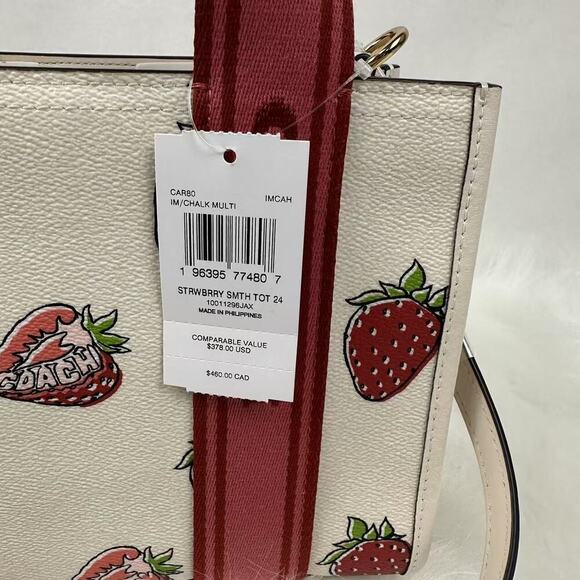 CAR80 IMCAH
IM/CHALK MULTI
1 96395 77480 7
STRWBRRY SMTH TOT 24
10011296JAX
MADE IN PHILIPPINES
COMPARABLE VALUE
$378.00 USD
$460.00 CAD
COACH